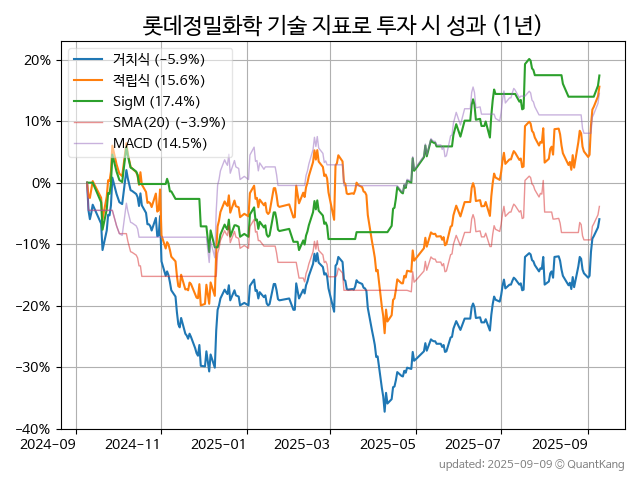 롯데정밀화학 기술 지표로 투자 시 성과 (1년)
20%
10%
0%
−10%
−20%
−30%
−40%
거치식 (−5.9%)
적립식 (15.6%)
SigM (17.4%)
SMA(20) (−3.9%)
MACD (14.5%)
2024-09
2024-11
2025-01
2025-03
2025-05
2025-07
2025-09
updated: 2025-09-09 © QuantKang